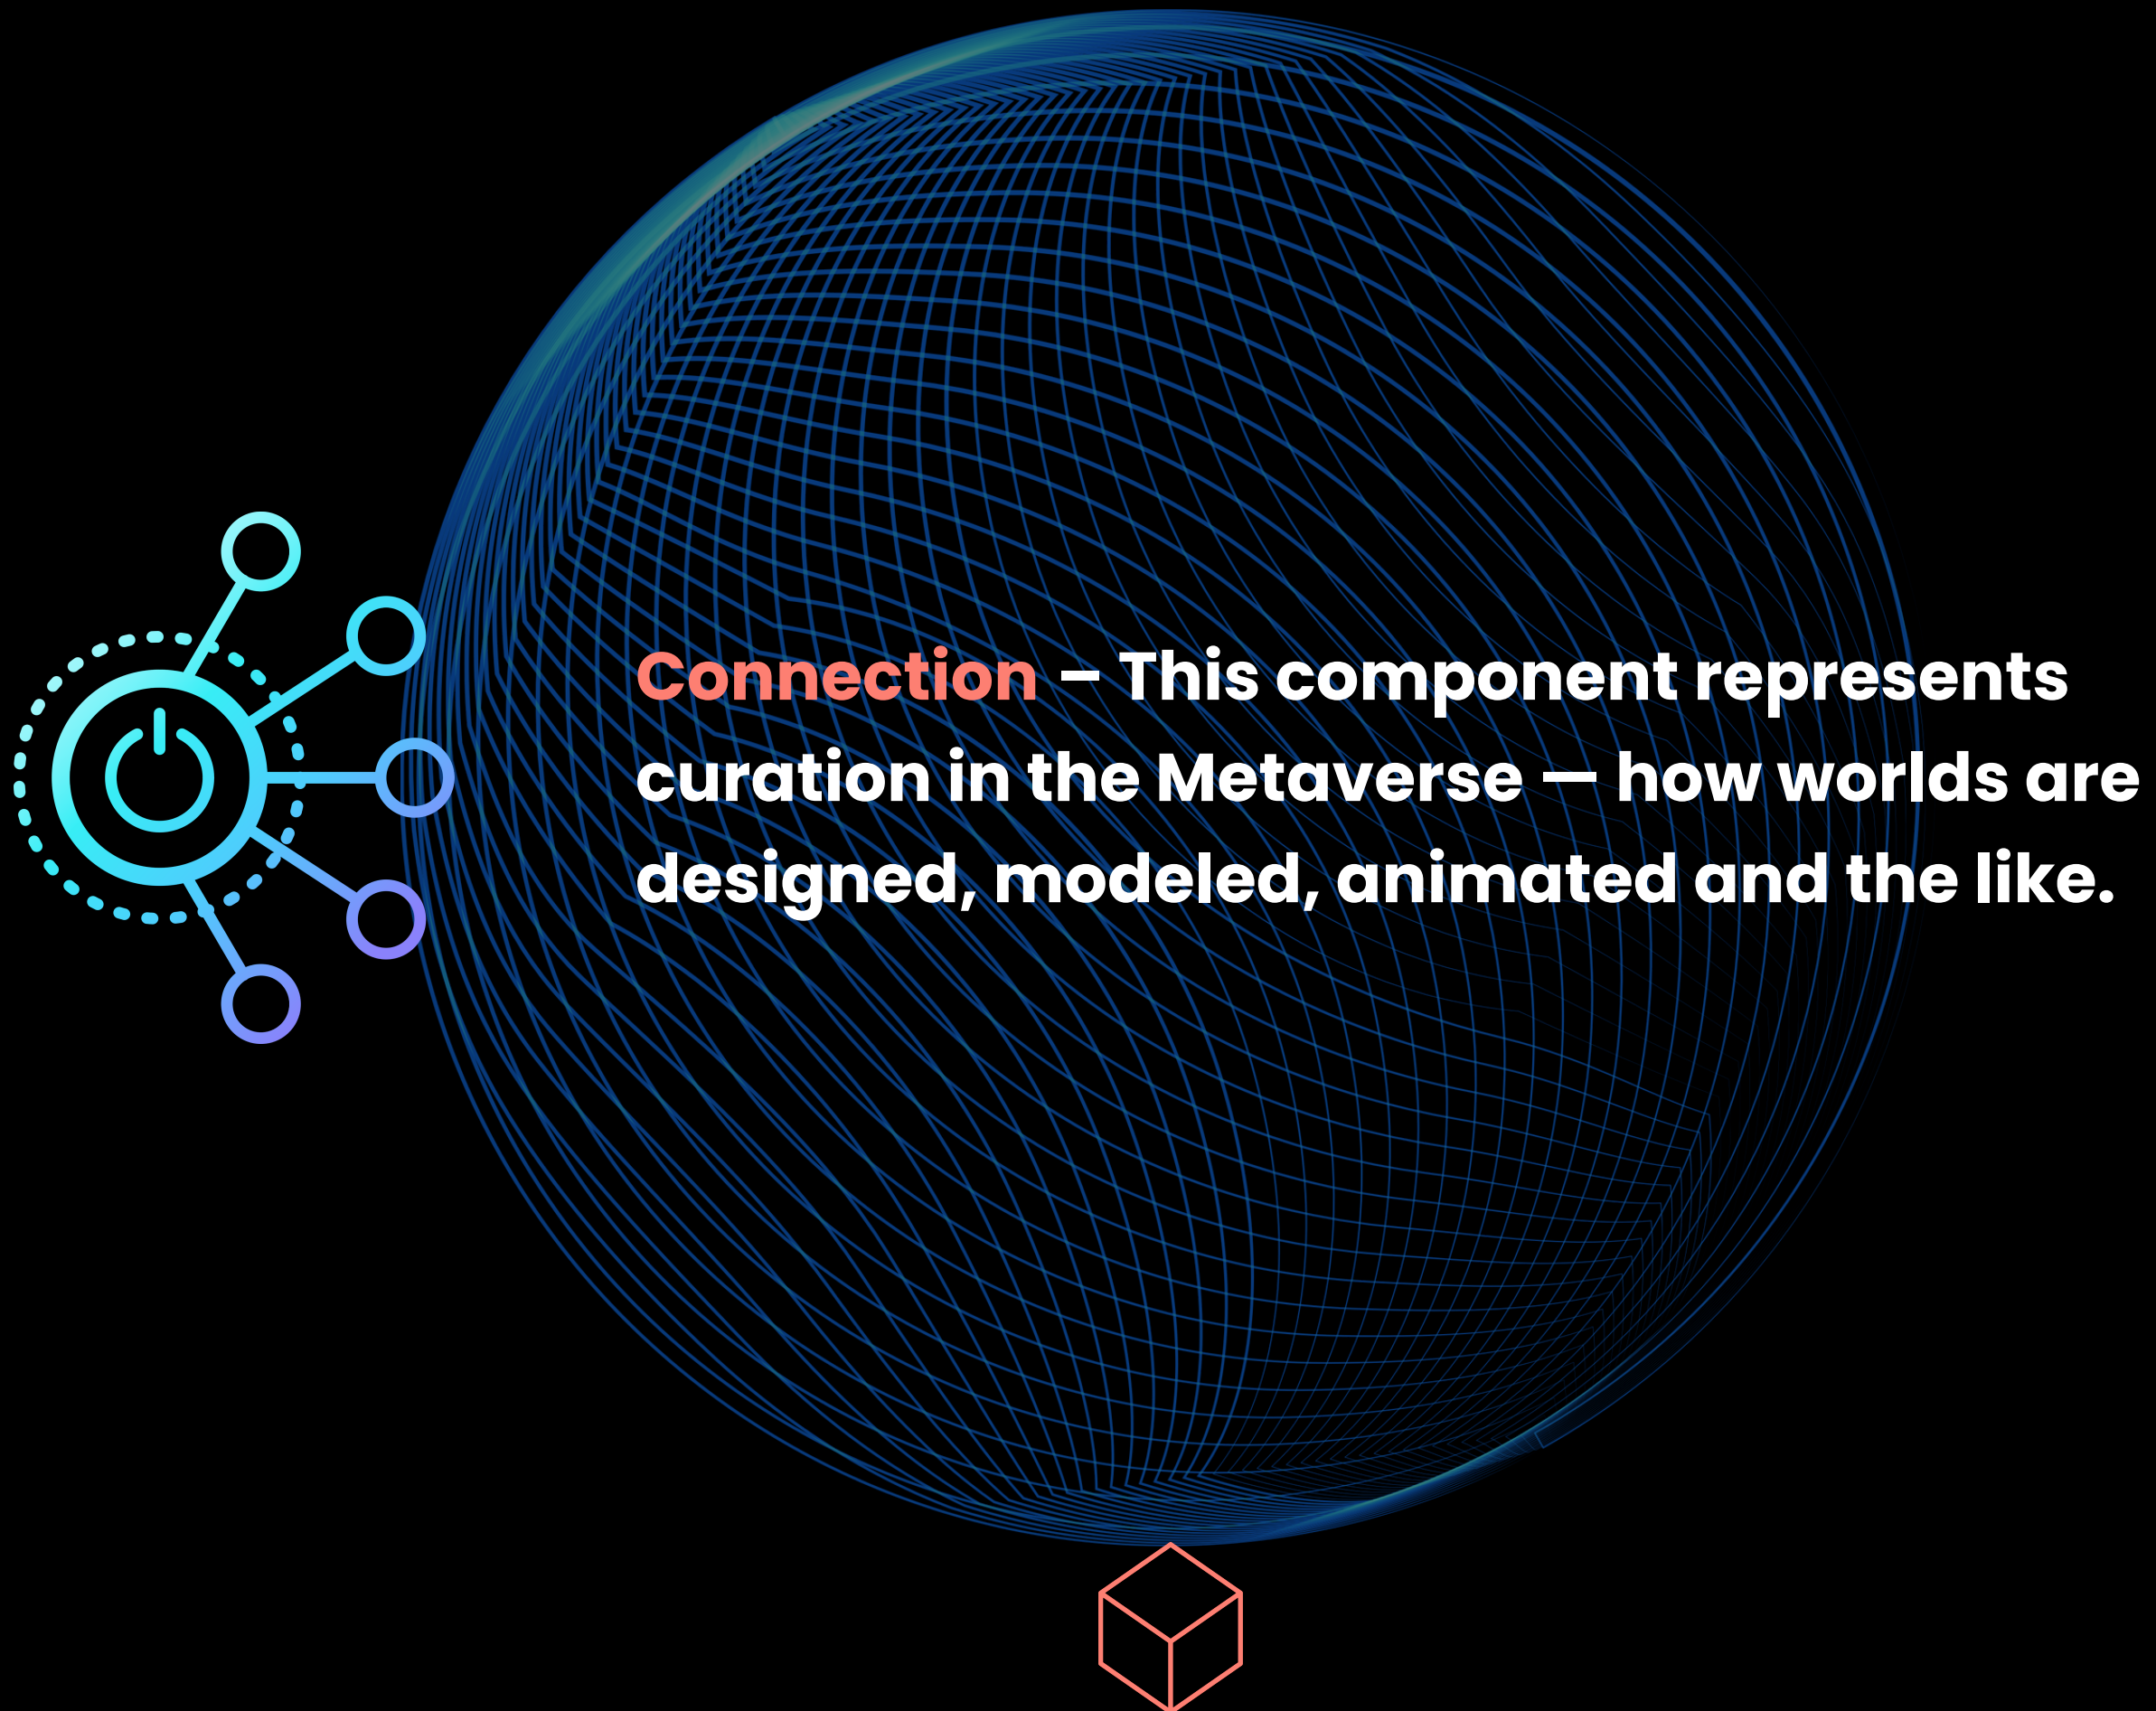 Connection – This component represents
curation in the MetaVerse — how worlds are
designed, modeled, animated and the like.